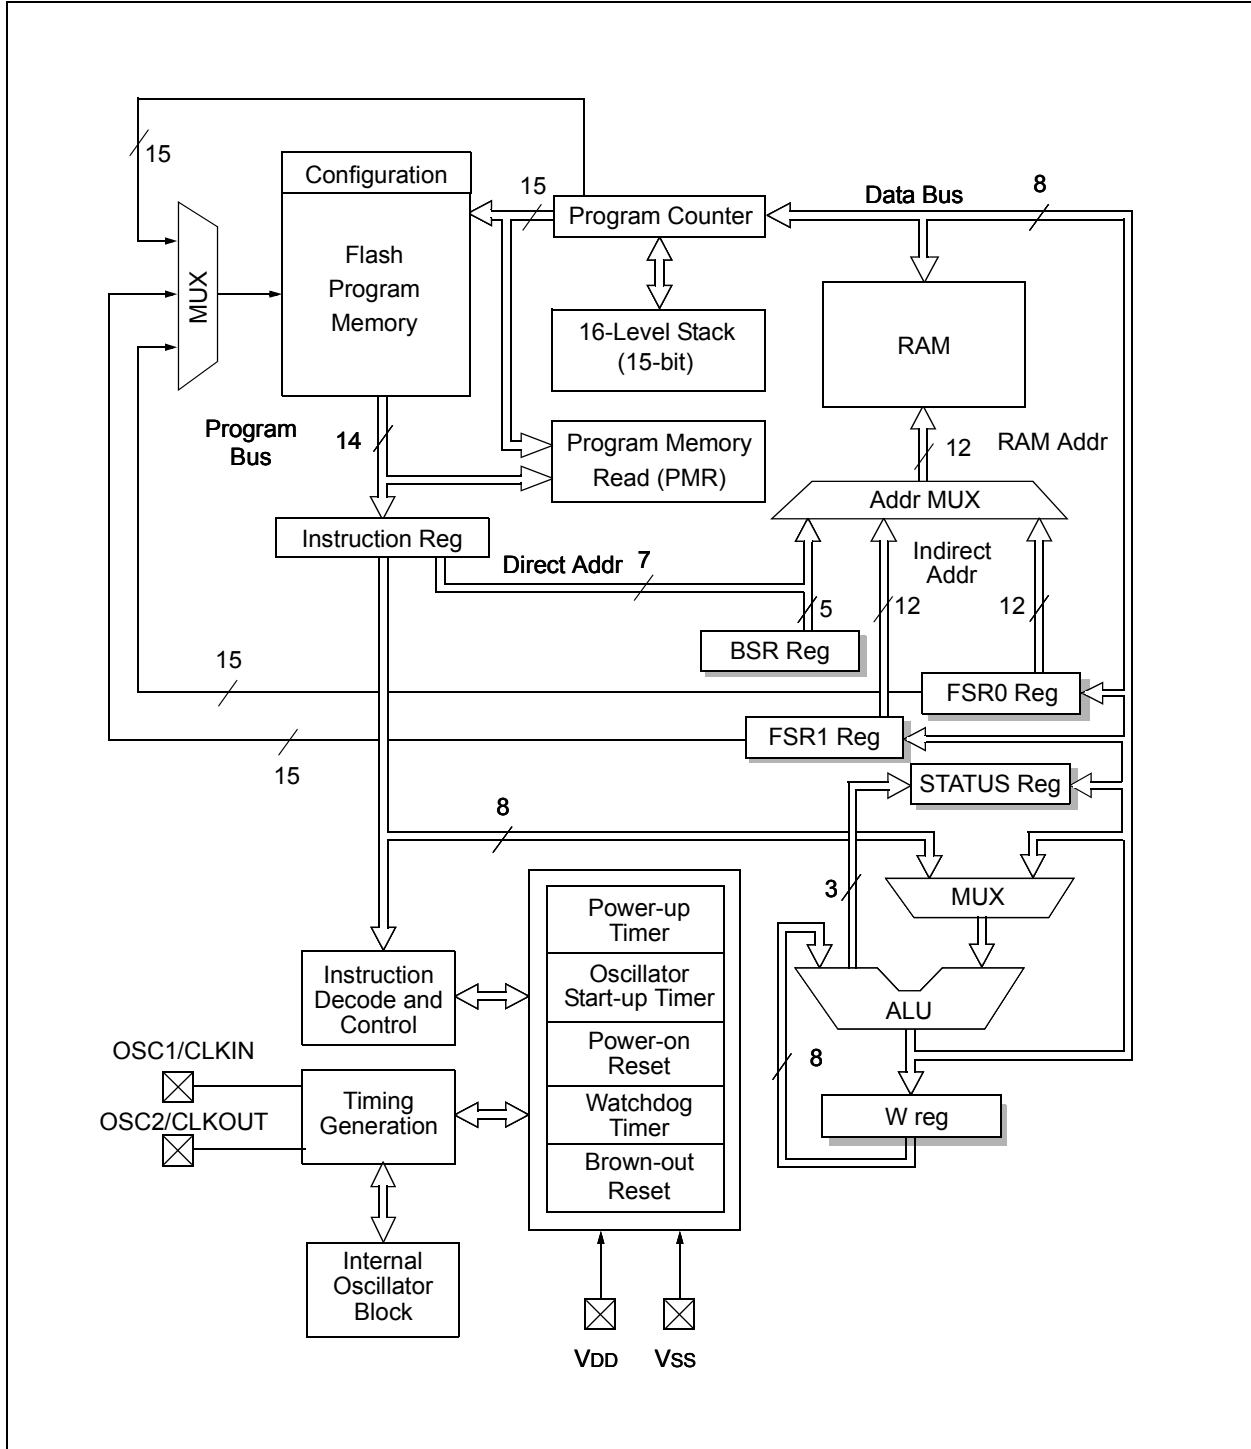 15
Configuration
15
Program Counter
Data Bus
8
Flash
Program
Memory
MUX
16-Level Stack
(15-bit)
RAM
Program
Bus
14
Program Memory
Read (PMR)
12
RAM Addr
Addr MUX
Instruction Reg
Direct Addr
7
Indirect
Addr
5
12
12
BSR Reg
15
FSR0 Reg
FSR1 Reg
15
STATUS Reg
8
3
MUX
Power-up
Timer
Instruction
Decode and
Control
Oscillator
Start-up Timer
ALU
OSC1/CLKIN
Power-on
Reset
8
OSC2/CLKOUT
Timing
Generation
Watchdog
Timer
W reg
Brown-out
Reset
Internal
Oscillator
Block
VDD
VSS